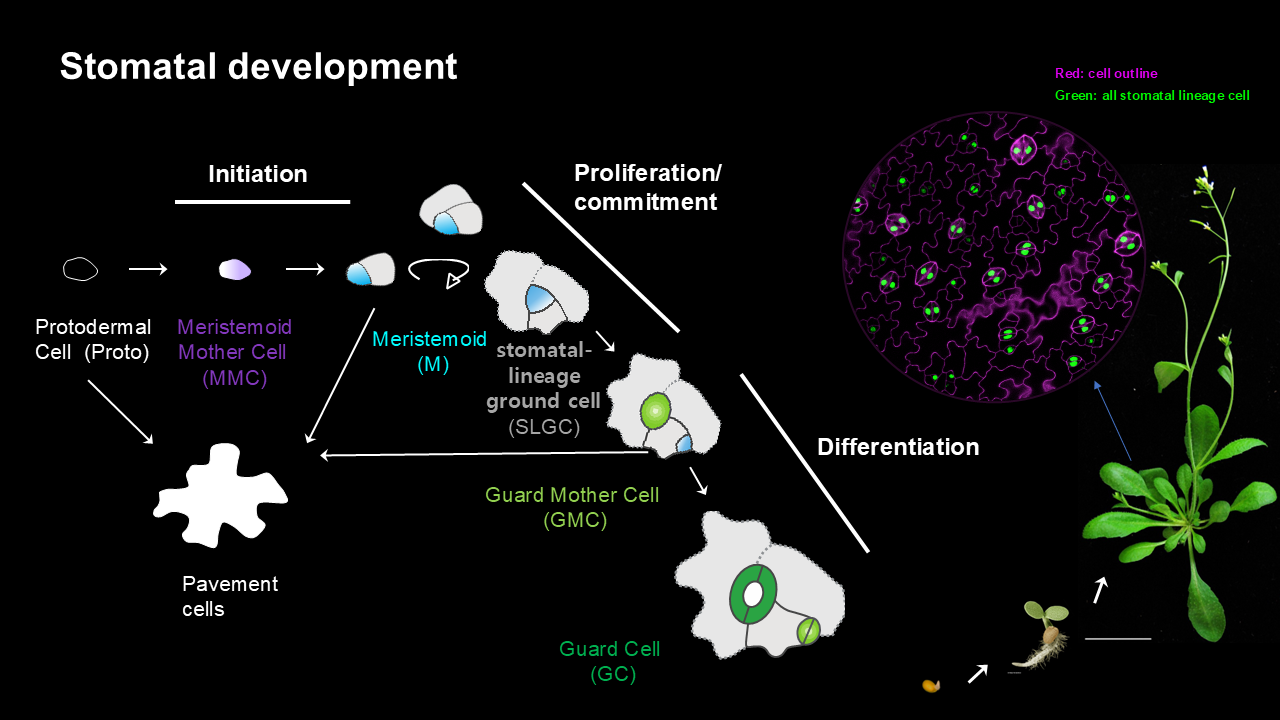 Stomatal development
Red: cell outline
Green: all stomatal lineage cell
Initiation
Proliferation/
commitment
Protodermal
Cell (Proto)
Meristemoid
Mother Cell
(MMC)
Meristemoid
(M)
stomatal-
lineage
ground cell
(SLGC)
Differentiation
Guard Mother Cell
(GMC)
Pavement
cells
Guard Cell
(GC)